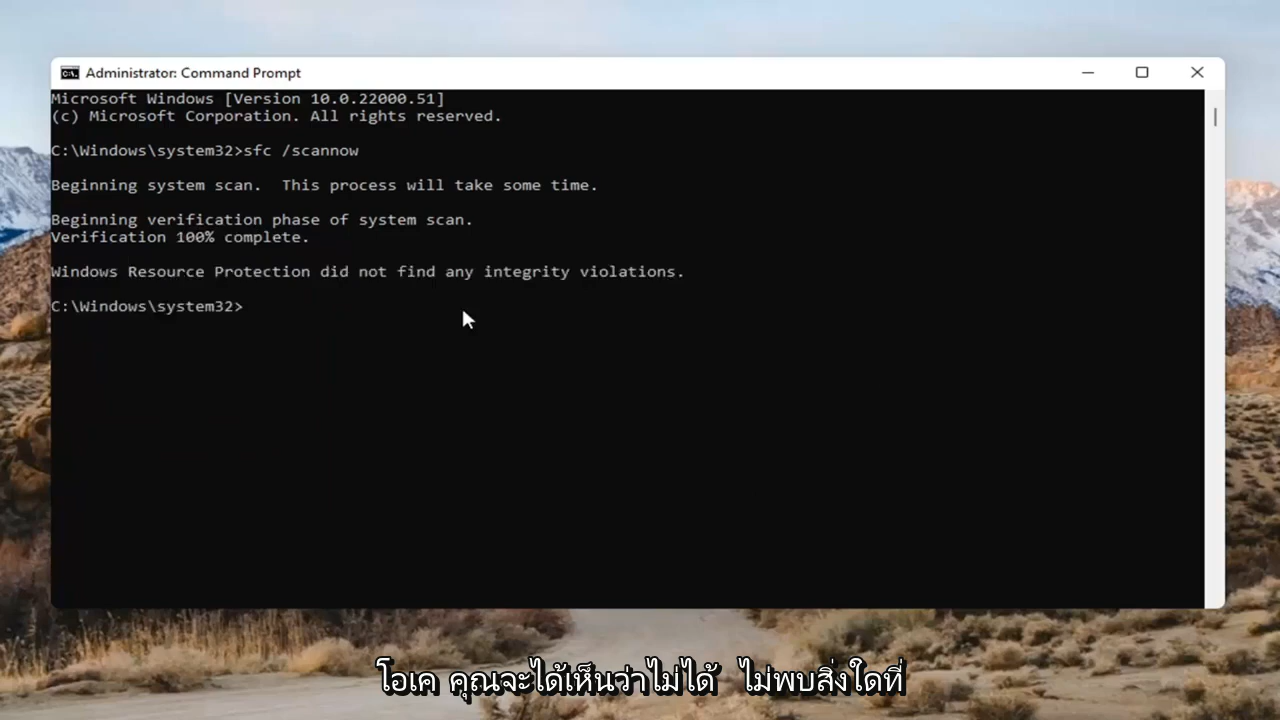 Administrator: Command Prompt
Microsoft Windows [Version 10.0.22000.51]
(c) Microsoft Corporation. All rights reserved.
C:\Windows\system32>sfc /scannow
Beginning system scan.  This process will take some time.
Beginning verification phase of system scan.
Verification 100% complete.
Windows Resource Protection did not find any integrity violations.
C:\Windows\system32>
โอเค คุณจะได้เห็นว่าไม่ได้  ไม่พบสิ่งใดที่